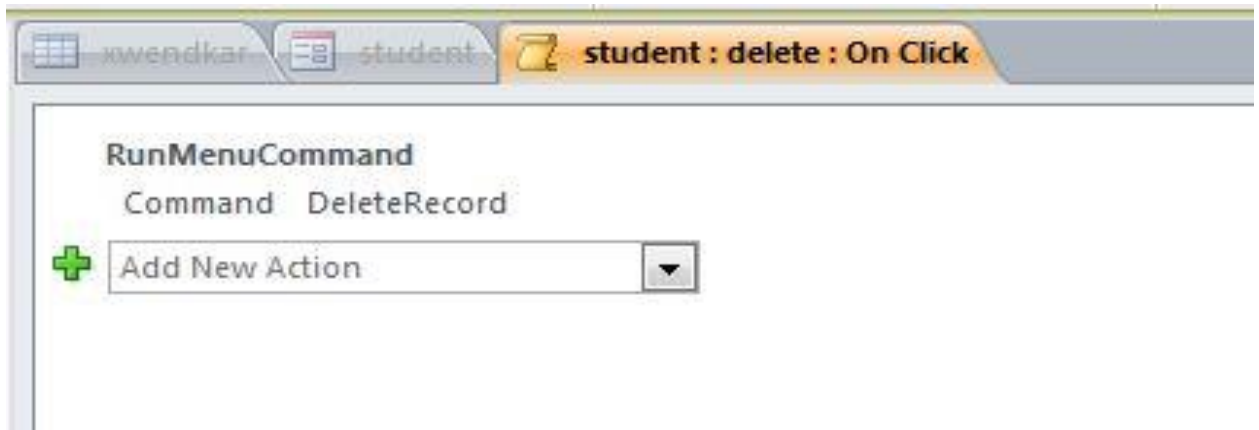 xwendkar student student : delete : On Click
RunMenuCommand
Command DeleteRecord
Add New Action